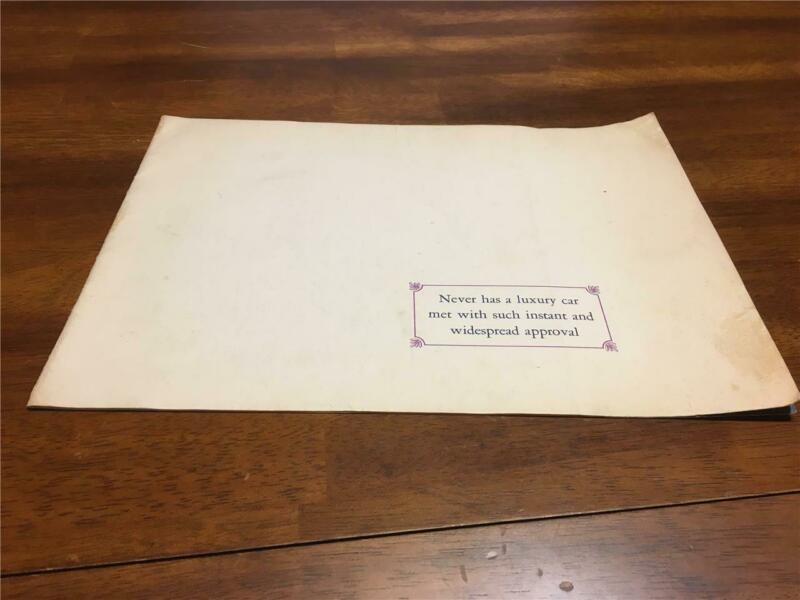 Never has a luxury car
met with such instant and
widespread approval